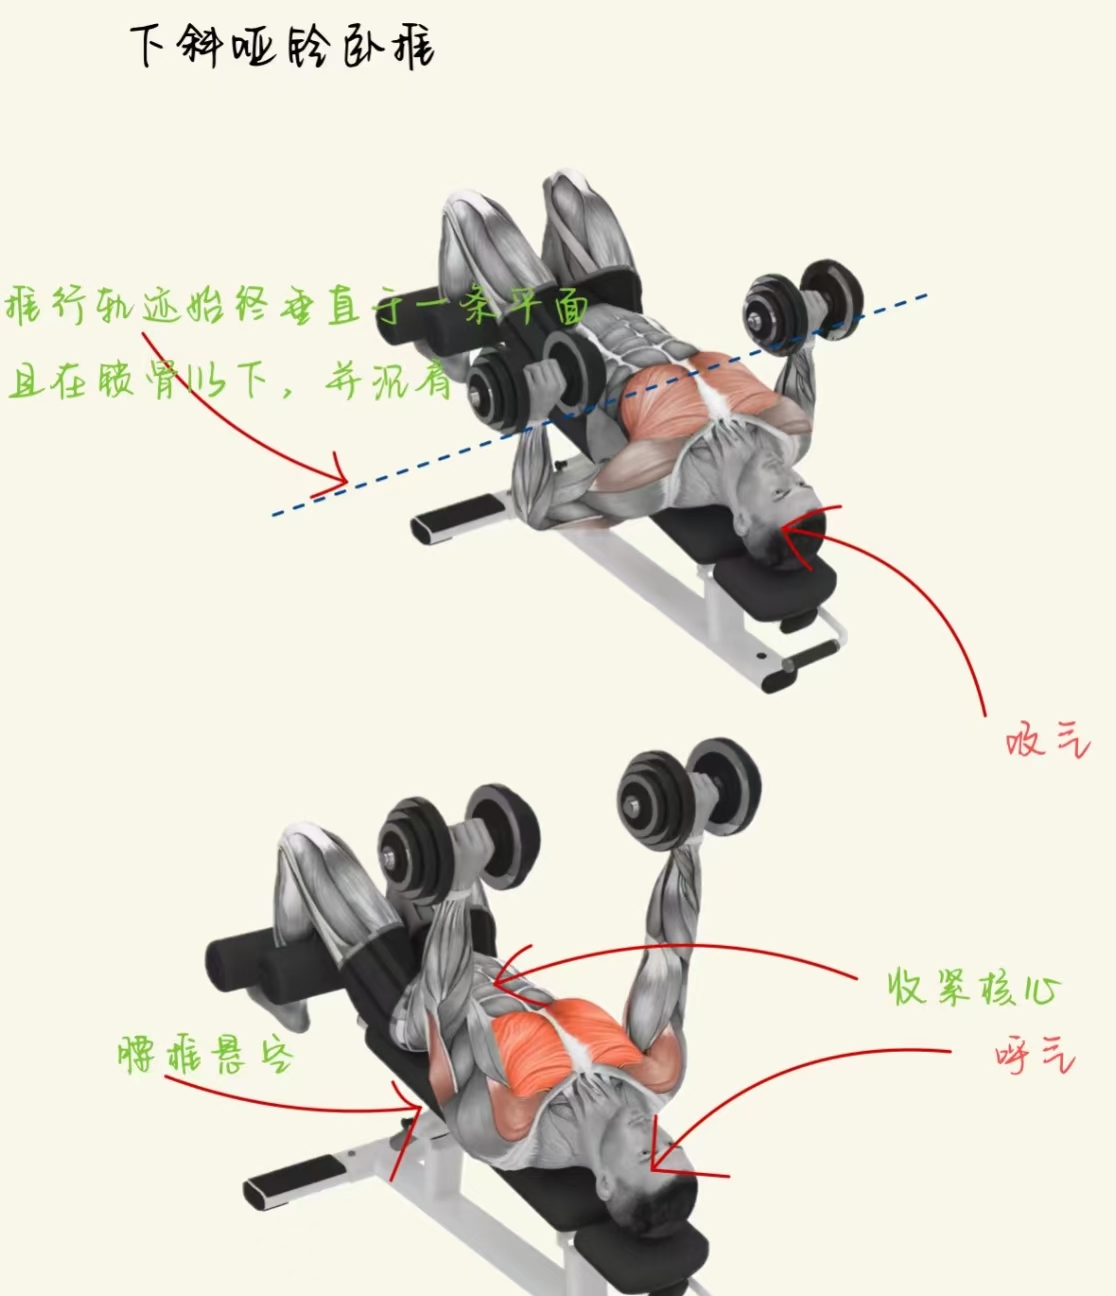 下斜哑铃卧推
推行轨迹始终垂直于一条平面
且在锁骨以下，并沉肩
吸气
收紧核心
呼气
腰椎悬空